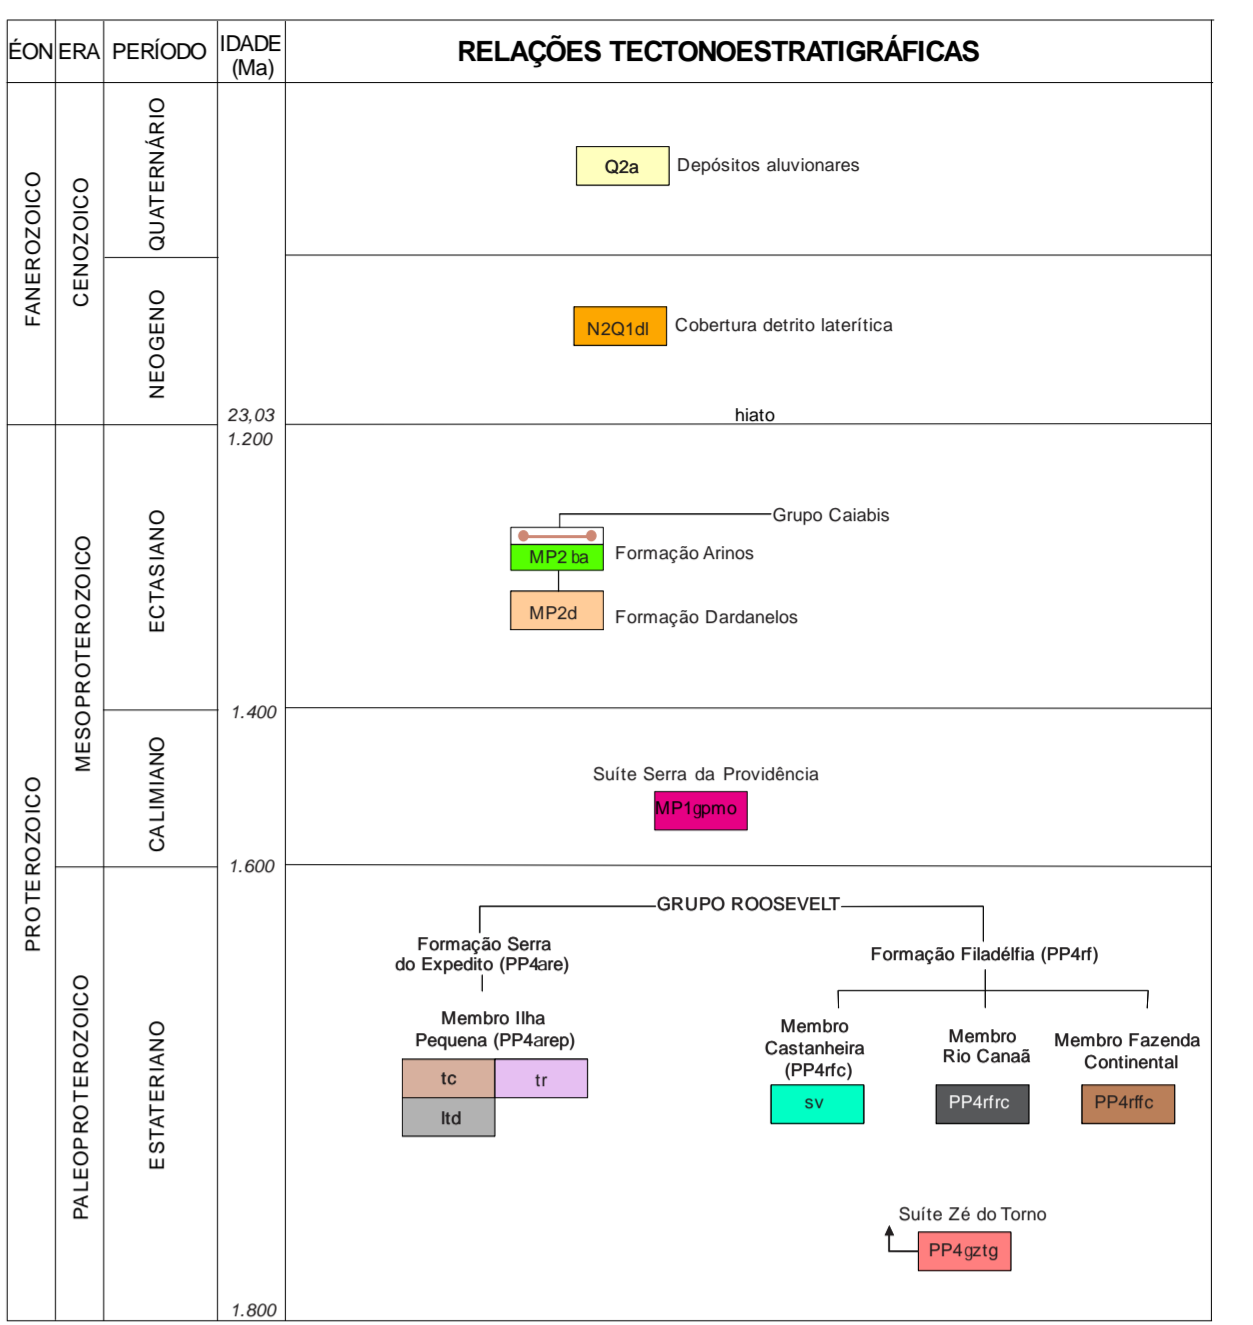 ÉON ERA PERÍODO IDADE (Ma) RELAÇÕES TECTONOESTRATIGRÁFICAS
FANEROZOICO
CENOZOICO
QUATERNÁRIO
Q2a Depósitos aluvionares
NEOGENO
N2Q1dl Cobertura detrito laterítica
23,03
hiato
1.200
PROTEROZOICO
MESOPROTEROZOICO
ECTASIANO
Grupo Caiabis
MP2 ba Formação Arinos
MP2d Formação Dardanelos
1.400
CALIMIANO
Suíte Serra da Providência
MP1gpmo
1.600
PALEOPROTEROZOICO
ESTATERIANO
GRUPO ROOSEVELT
Formação Serra
do Expedito (PP4are)
Formação Filadélfia (PP4rf)
Membro Ilha
Pequena (PP4arep)
tc tr
ltd
Membro
Castanheira
(PP4rfc)
sv
Membro
Rio Canaã
PP4rfrc
Membro Fazenda
Continental
PP4rffc
Suíte Zé do Torno
PP4gztg
1.800